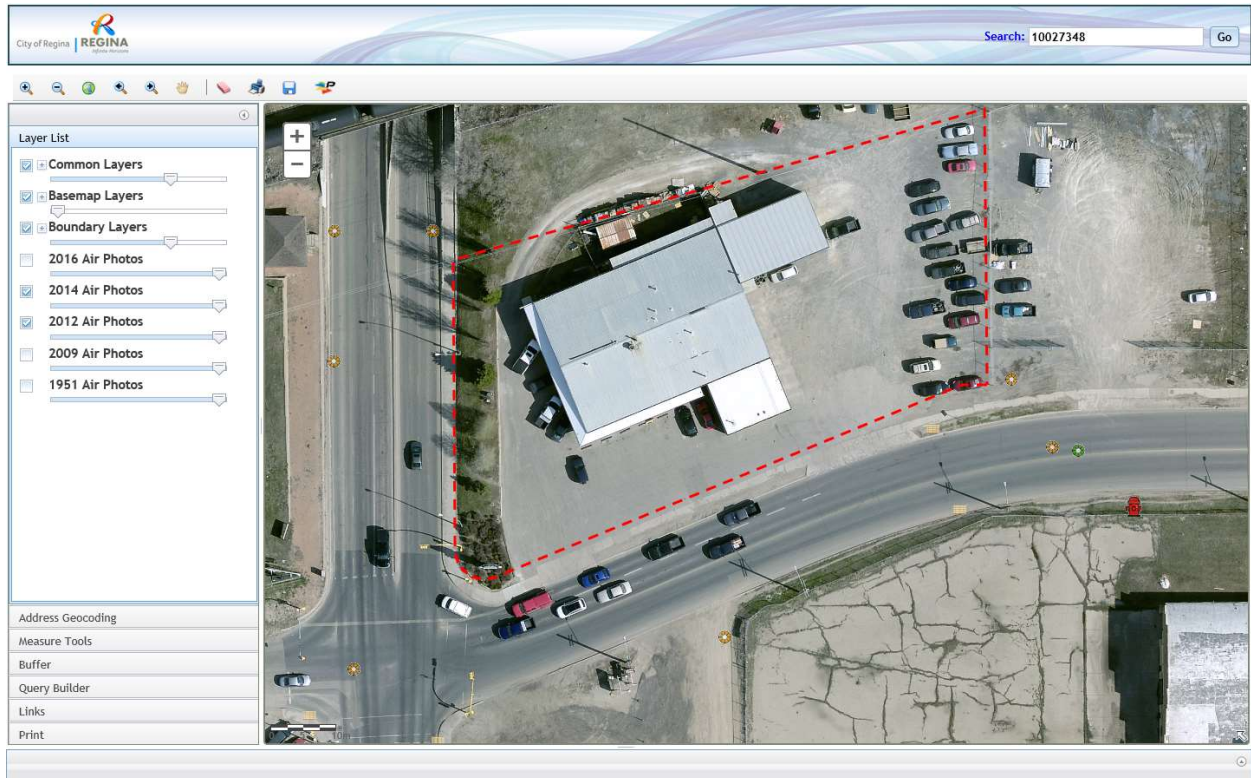 City of Regina
REGINA
Infinite Horizons
Search: 10027348
Go
P
Layer List
+
−
Common Layers
Basemap Layers
Boundary Layers
2016 Air Photos
2014 Air Photos
2012 Air Photos
2009 Air Photos
1951 Air Photos
Address Geocoding
Measure Tools
Buffer
Query Builder
Links
Print
10m